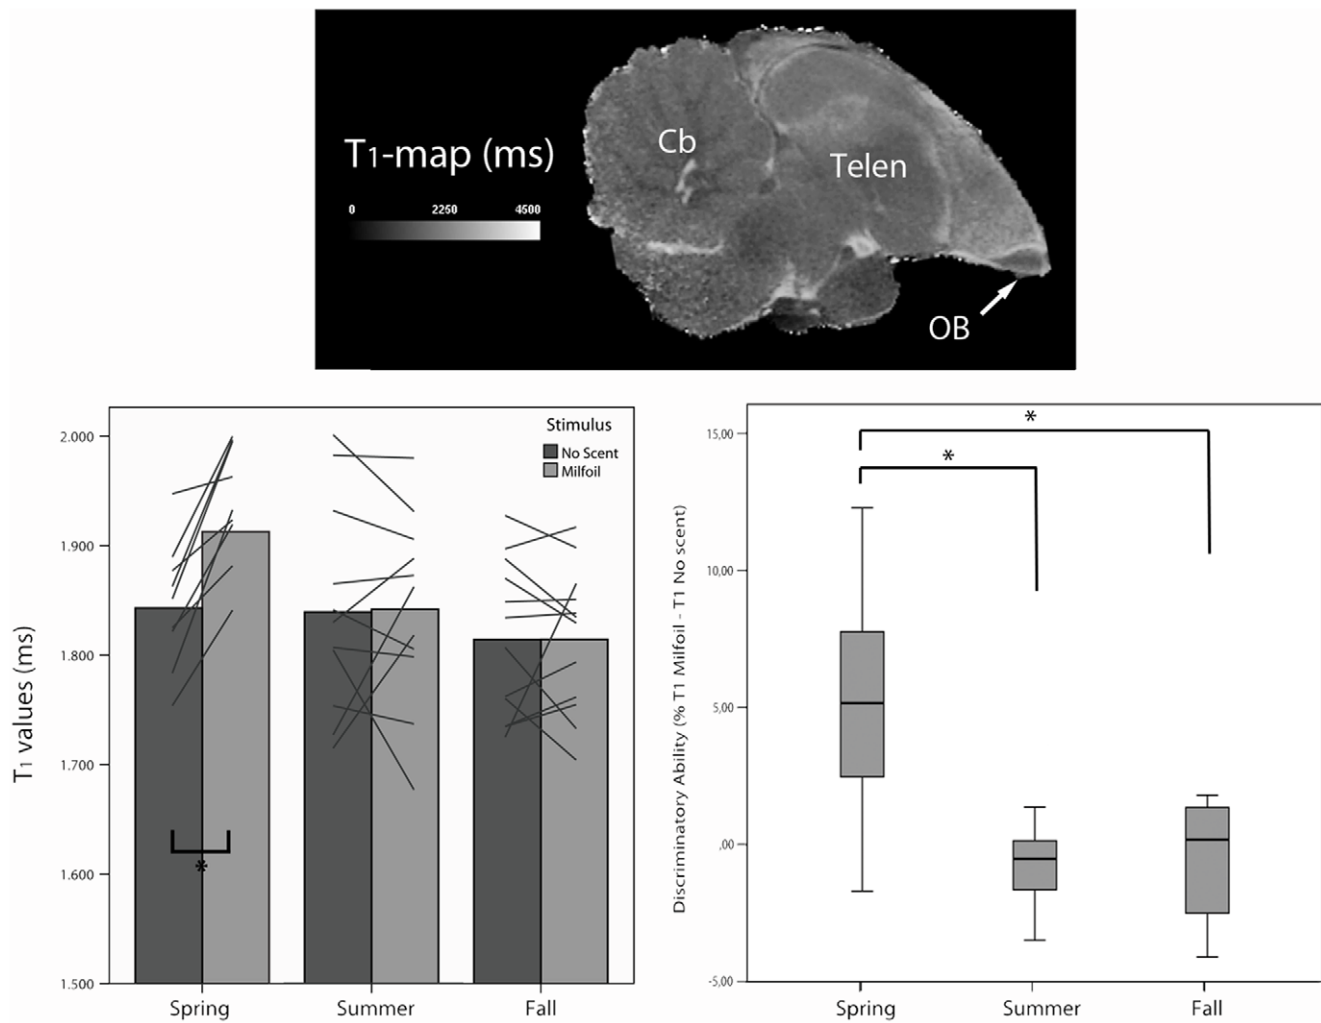 T1-map (ms)
0 2250 4500
Cb
Telen
OB
Stimulus
No Scent
Milfoil
2.000
1.900
1.800
1.700
1.600
1.500
T1 values (ms)
*
Spring Summer Fall
15,00
10,00
5,00
,00
-5,00
Discriminatory Ability (% T1 Milfoil - T1 No scent)
*
*
Spring Summer Fall